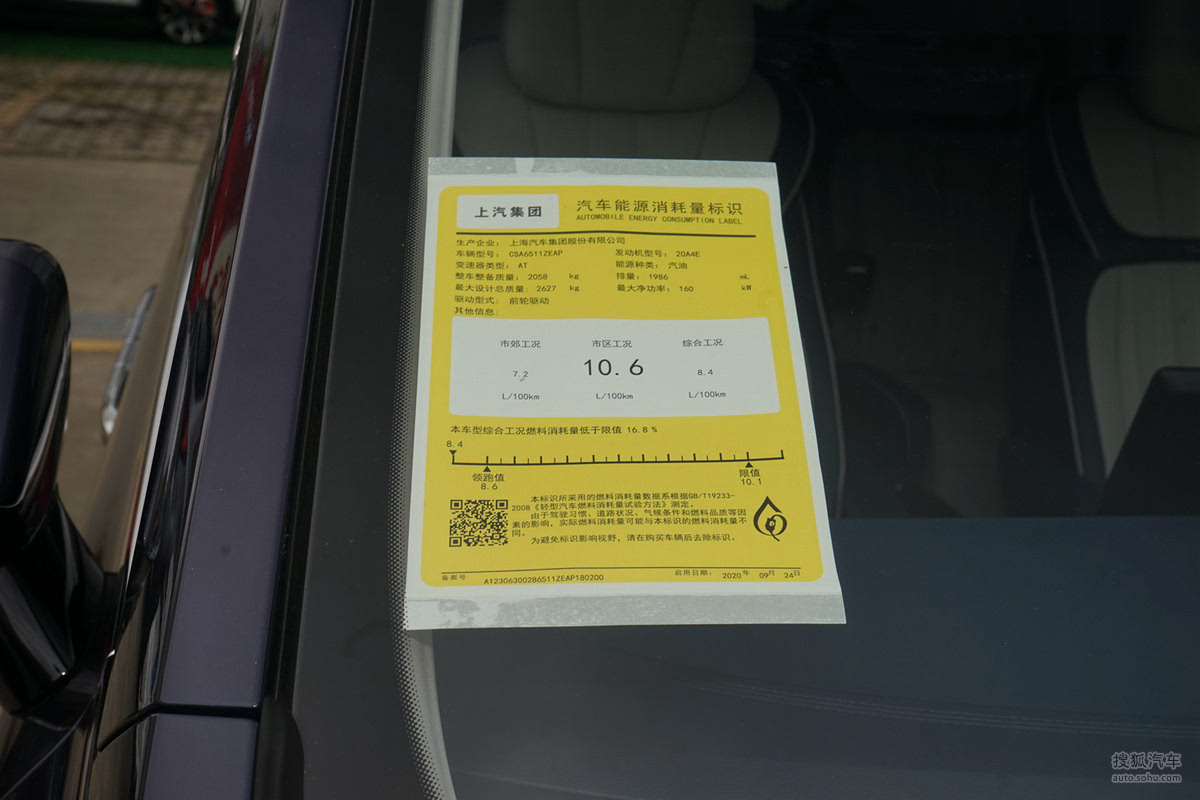 上汽集团
汽车能源消耗量标识
AUTOMOBILE ENERGY CONSUMPTION LABEL
生产企业: 上海汽车集团股份有限公司
车辆型号: CSA6511ZEAP 发动机型号: 20A4E
变速器类型: AT 能源种类: 汽油
整车整备质量: 2058 kg 排量: 1986 mL
最大设计总质量: 2627 kg 最大净功率: 160 kW
驱动型式: 前轮驱动
其他信息:
市郊工况 市区工况 综合工况
7.2 10.6 8.4
L/100km L/100km L/100km
本车型综合工况燃料消耗量低于限值 16.8 %
8.4
领跑值 限值
8.6 10.1
本标识所采用的燃料消耗量数据系根据GB/T19233-
2008《轻型汽车燃料消耗量试验方法》测定。
由于驾驶习惯、道路状况、气候条件和燃料品质等因
素的影响,实际燃料消耗量可能与本标识的燃料消耗量不
同。
为避免标识影响视野,请在购买车辆后去除标识。
备案号 A12306300286511ZEAP180200 启用日期: 2020 年 09月 24日
搜狐汽车
auto.sohu.com